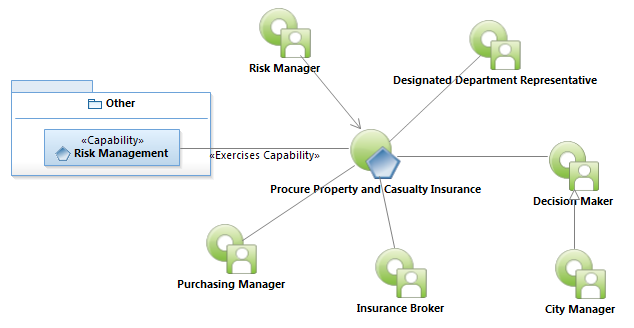 Risk Manager
Designated Department Representative
Other
«Capability»
Risk Management
«Exercises Capability»
Procure Property and Casualty Insurance
Decision Maker
Purchasing Manager
Insurance Broker
City Manager